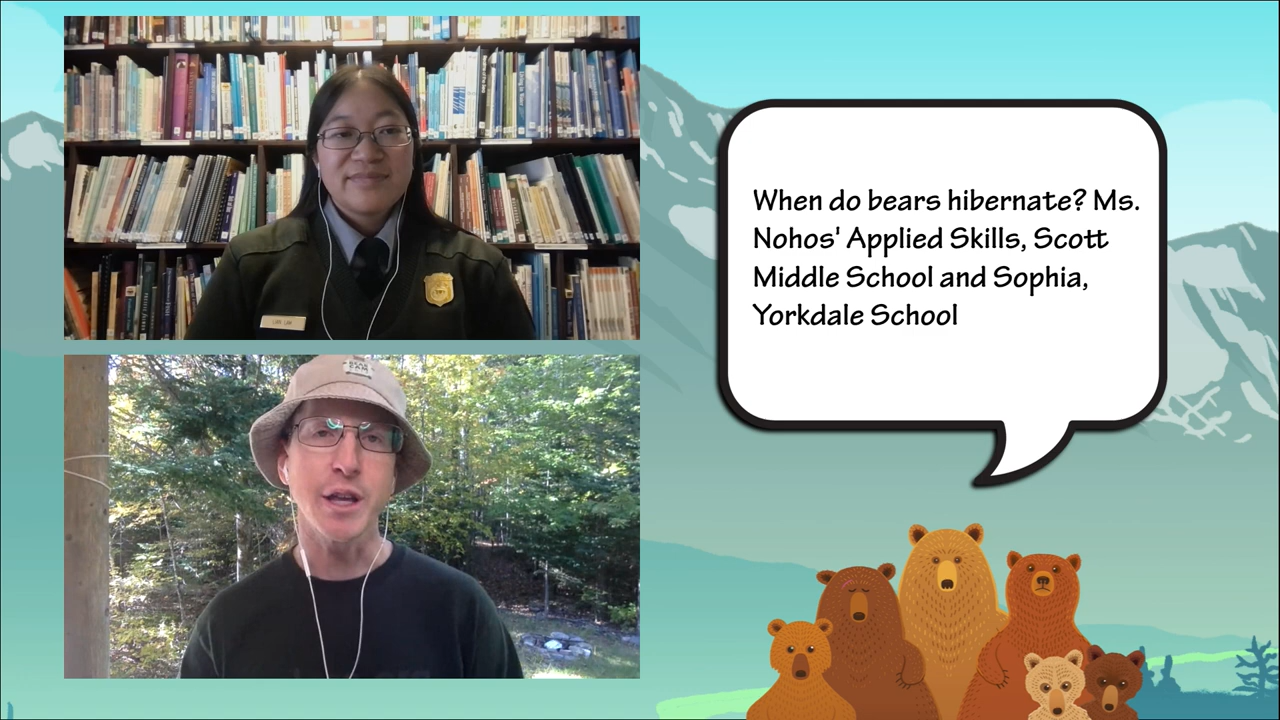 When do bears hibernate? Ms.
Nohos' Applied Skills, Scott
Middle School and Sophia,
Yorkdale School